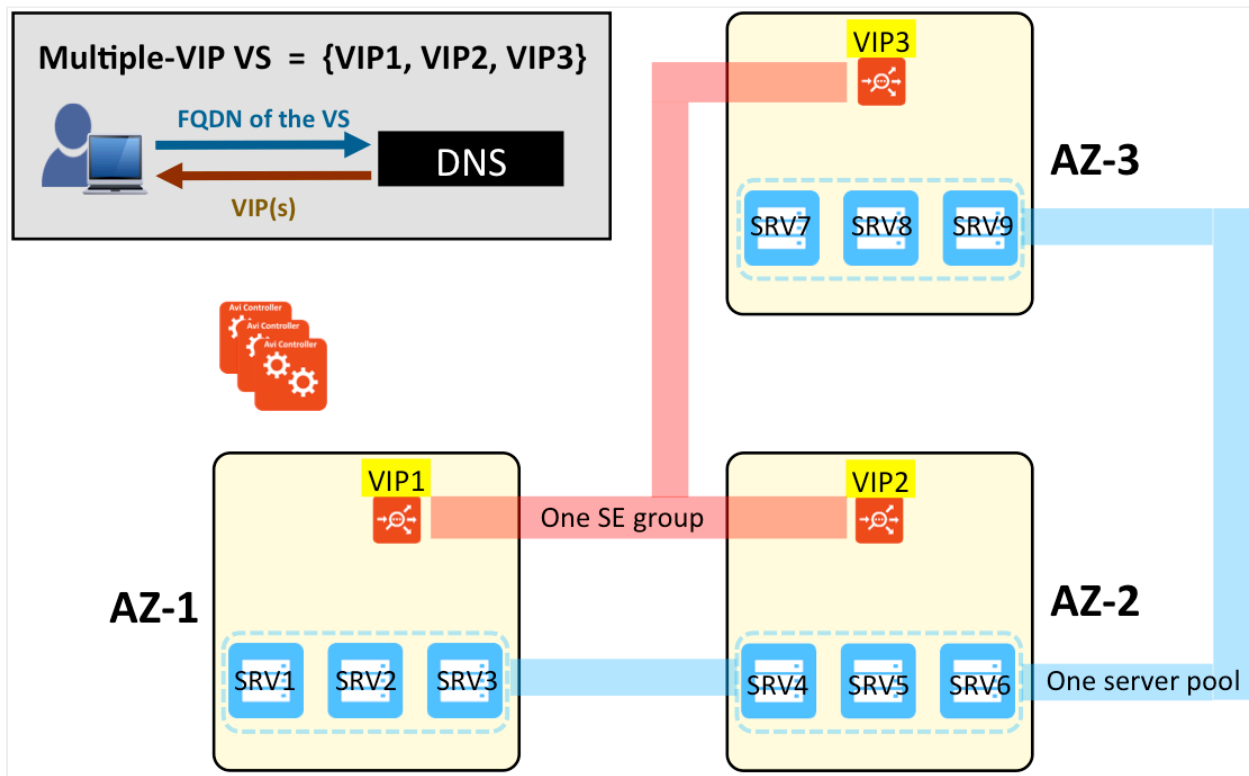 Multiple-VIP VS = {VIP1, VIP2, VIP3}
FQDN of the VS
DNS
VIP(s)
VIP3
AZ-3
SRV7
SRV8
SRV9
Avi Controller
Avi Controller
Avi Controller
VIP1
VIP2
One SE group
AZ-1
AZ-2
SRV1
SRV2
SRV3
SRV4
SRV5
SRV6
One server pool